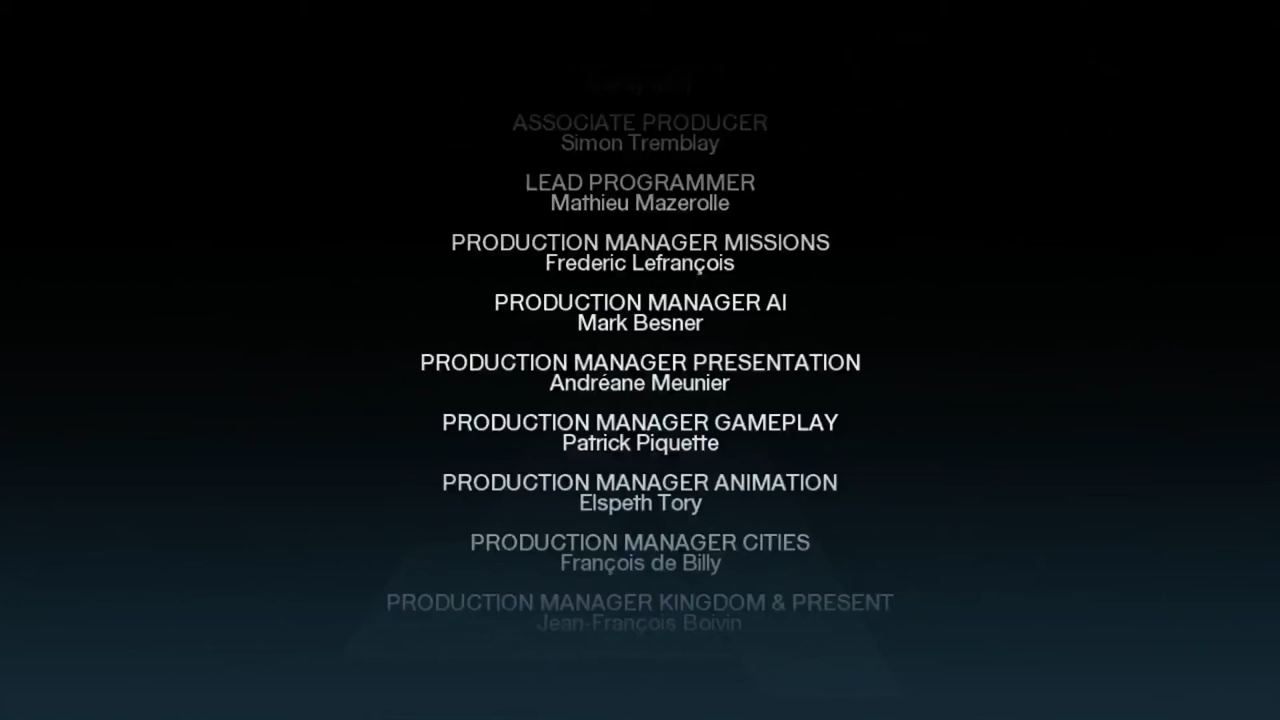 ASSOCIATE PRODUCER
Simon Tremblay
LEAD PROGRAMMER
Mathieu Mazerolle
PRODUCTION MANAGER MISSIONS
Frederic Lefrançois
PRODUCTION MANAGER AI
Mark Besner
PRODUCTION MANAGER PRESENTATION
Andréane Meunier
PRODUCTION MANAGER GAMEPLAY
Patrick Piquette
PRODUCTION MANAGER ANIMATION
Elspeth Tory
PRODUCTION MANAGER CITIES
François de Billy
PRODUCTION MANAGER KINGDOM & PRESENT
Jean-François Boivin